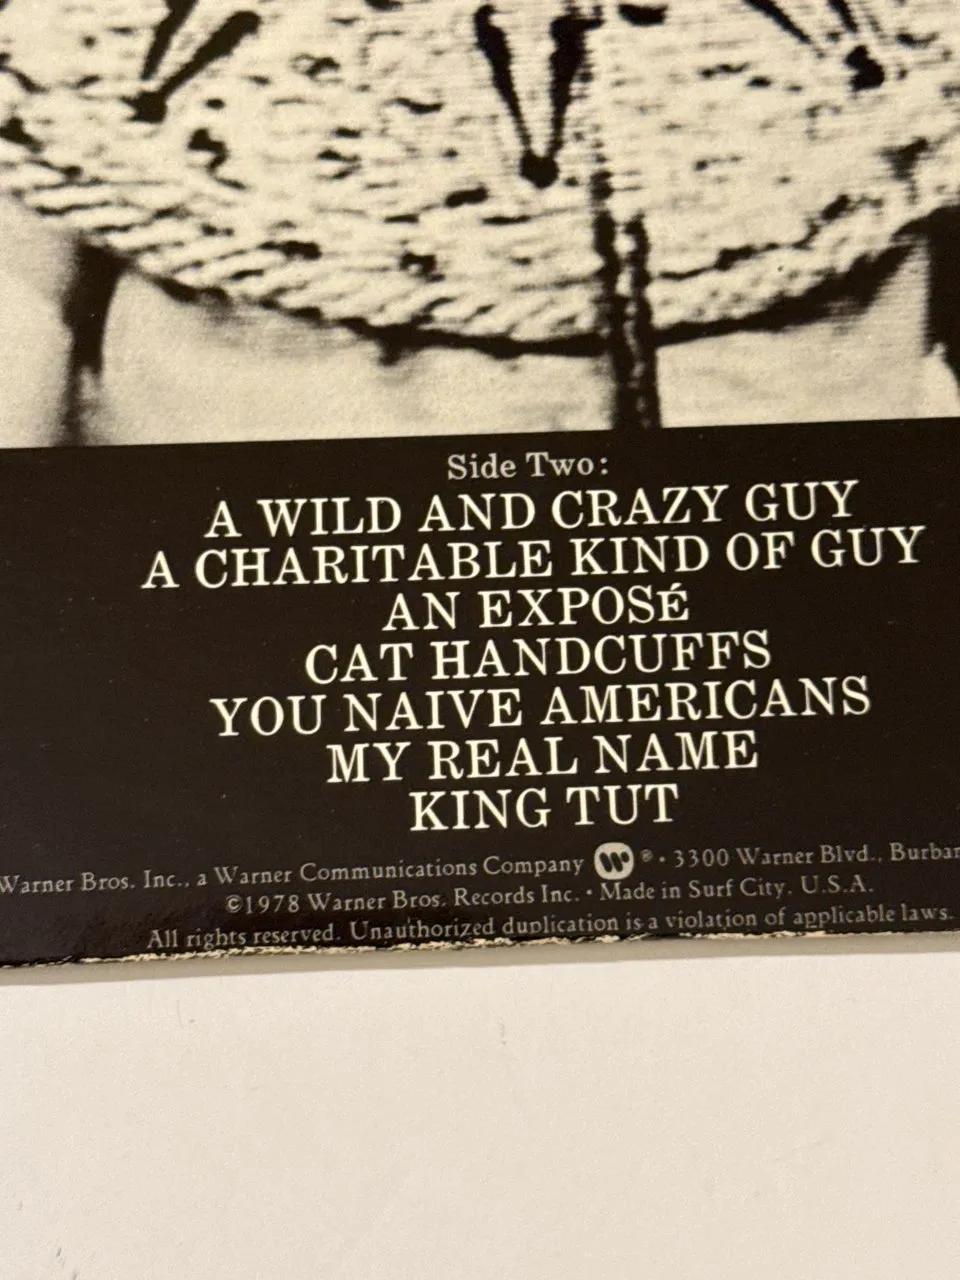 Side Two:
A WILD AND CRAZY GUY
A CHARITABLE KIND OF GUY
AN EXPOSÉ
CAT HANDCUFFS
YOU NAIVE AMERICANS
MY REAL NAME
KING TUT
Warner Bros. Inc., a Warner Communications Company W ® • 3300 Warner Blvd., Burban
©1978 Warner Bros. Records Inc. • Made in Surf City, U.S.A.
All rights reserved. Unauthorized duplication is a violation of applicable laws.